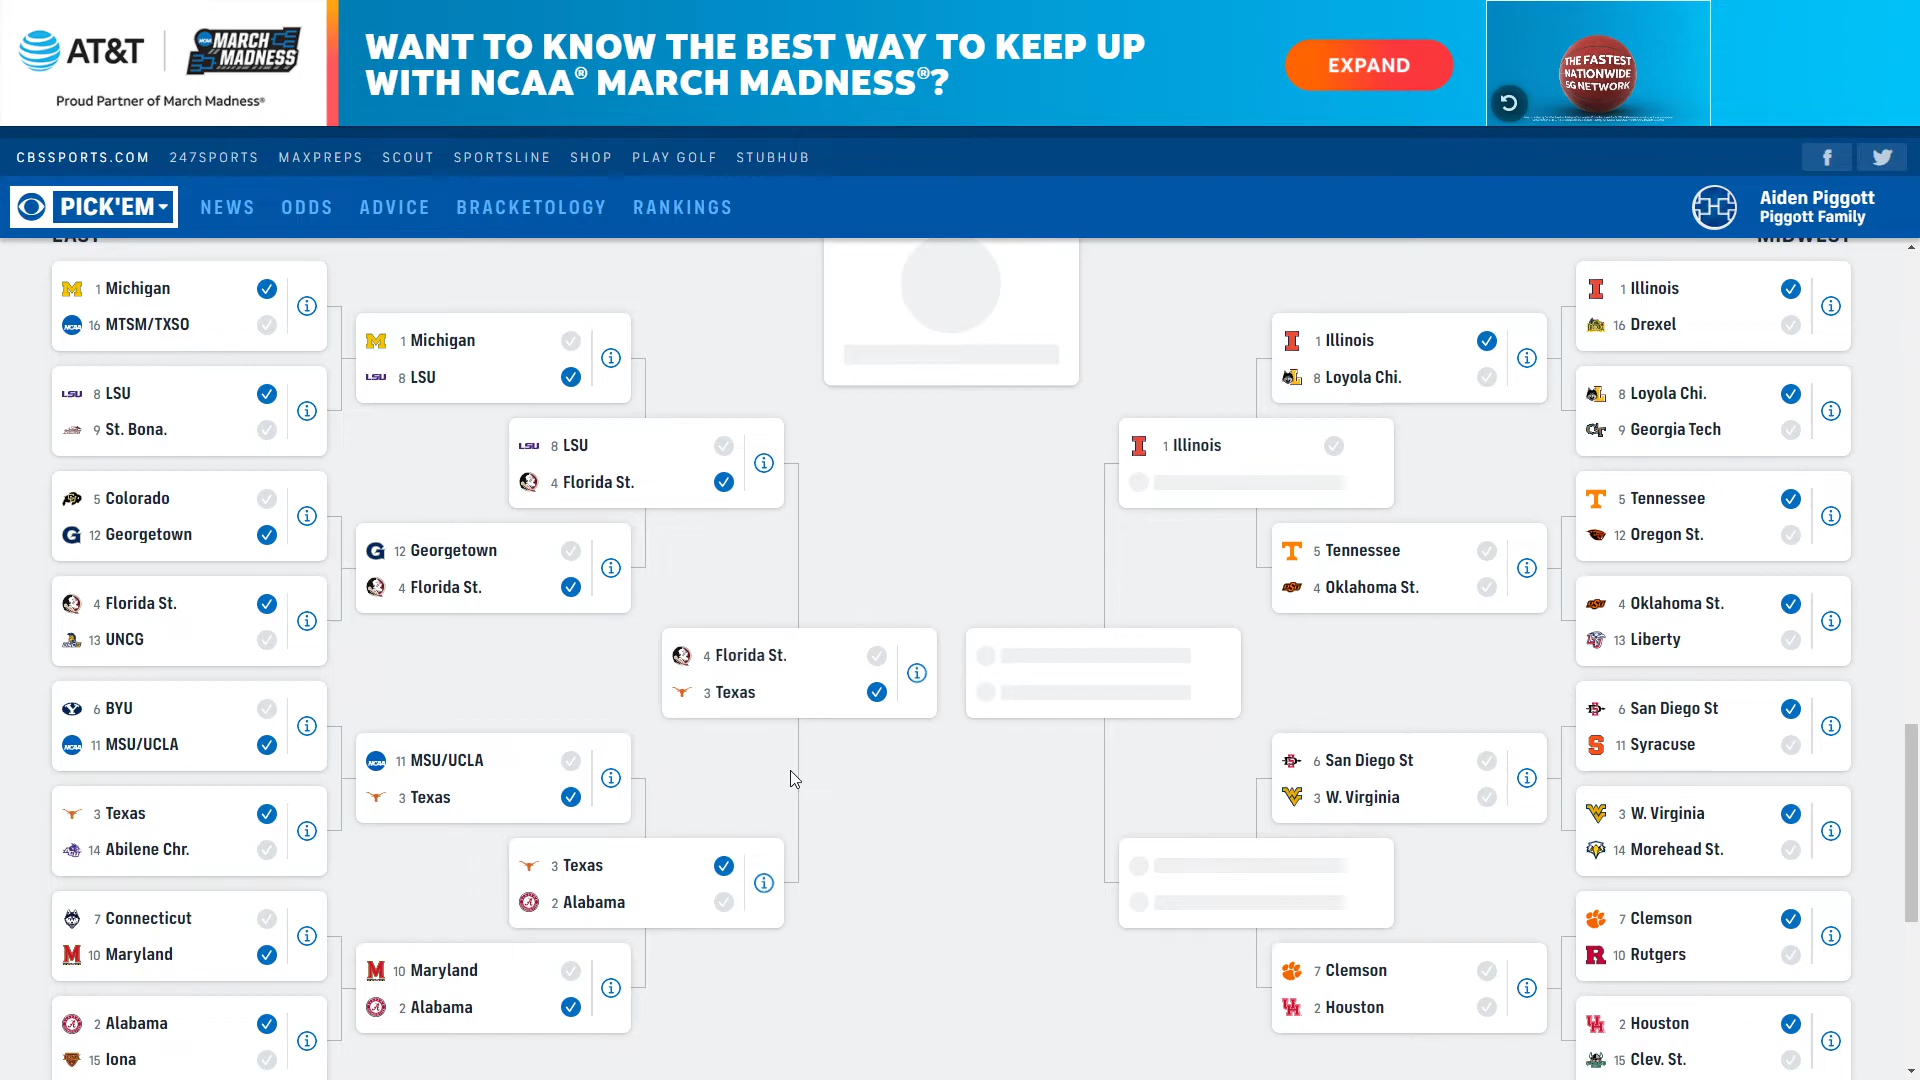 AT&T
NCAA
MARCH
MADNESS
Proud Partner of March Madness®
WANT TO KNOW THE BEST WAY TO KEEP UP
WITH NCAA® MARCH MADNESS®?
EXPAND
THE FASTEST
NATIONWIDE
5G NETWORK
CBSSPORTS.COM 247SPORTS MAXPREPS SCOUT SPORTSLINE SHOP PLAY GOLF STUBHUB
PICK'EM NEWS ODDS ADVICE BRACKETOLOGY RANKINGS
Aiden Piggott
Piggott Family
EAST
1 Michigan
16 MTSM/TXSO
8 LSU
9 St. Bona.
5 Colorado
12 Georgetown
4 Florida St.
13 UNCG
6 BYU
11 MSU/UCLA
3 Texas
14 Abilene Chr.
7 Connecticut
10 Maryland
2 Alabama
15 Iona
1 Michigan
8 LSU
12 Georgetown
4 Florida St.
11 MSU/UCLA
3 Texas
10 Maryland
2 Alabama
8 LSU
4 Florida St.
3 Texas
2 Alabama
4 Florida St.
3 Texas
1 Illinois
1 Illinois
8 Loyola Chi.
5 Tennessee
4 Oklahoma St.
6 San Diego St
3 W. Virginia
7 Clemson
2 Houston
MIDWEST
1 Illinois
16 Drexel
8 Loyola Chi.
9 Georgia Tech
5 Tennessee
12 Oregon St.
4 Oklahoma St.
13 Liberty
6 San Diego St
11 Syracuse
3 W. Virginia
14 Morehead St.
7 Clemson
10 Rutgers
2 Houston
15 Clev. St.